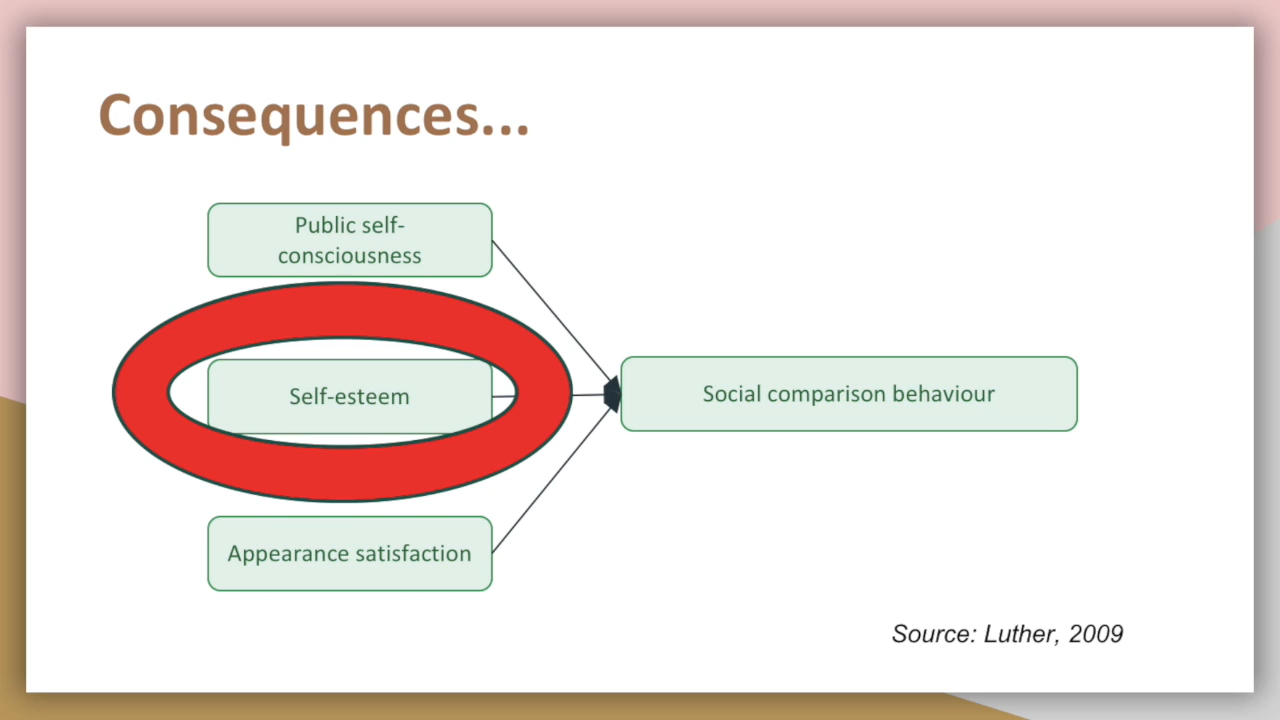 Consequences...
Public self-
consciousness
Self-esteem
Social comparison behaviour
Appearance satisfaction
Source: Luther, 2009